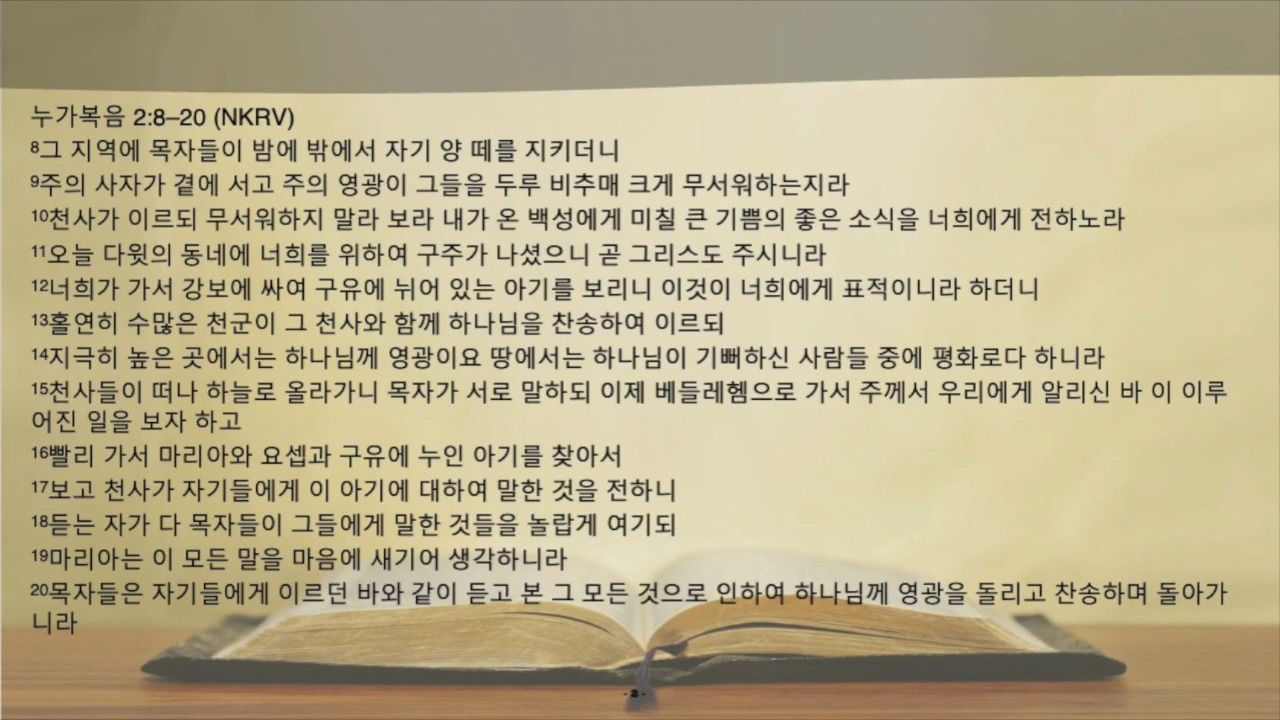 누가복음 2:8–20 (NKRV)
⁸그 지역에 목자들이 밤에 밖에서 자기 양 떼를 지키더니
⁹주의 사자가 곁에 서고 주의 영광이 그들을 두루 비추매 크게 무서워하는지라
¹⁰천사가 이르되 무서워하지 말라 보라 내가 온 백성에게 미칠 큰 기쁨의 좋은 소식을 너희에게 전하노라
¹¹오늘 다윗의 동네에 너희를 위하여 구주가 나셨으니 곧 그리스도 주시니라
¹²너희가 가서 강보에 싸여 구유에 뉘어 있는 아기를 보리니 이것이 너희에게 표적이니라 하더니
¹³홀연히 수많은 천군이 그 천사와 함께 하나님을 찬송하여 이르되
¹⁴지극히 높은 곳에서는 하나님께 영광이요 땅에서는 하나님이 기뻐하신 사람들 중에 평화로다 하니라
¹⁵천사들이 떠나 하늘로 올라가니 목자가 서로 말하되 이제 베들레헴으로 가서 주께서 우리에게 알리신 바 이 이루
어진 일을 보자 하고
¹⁶빨리 가서 마리아와 요셉과 구유에 누인 아기를 찾아서
¹⁷보고 천사가 자기들에게 이 아기에 대하여 말한 것을 전하니
¹⁸듣는 자가 다 목자들이 그들에게 말한 것들을 놀랍게 여기되
¹⁹마리아는 이 모든 말을 마음에 새기어 생각하니라
²⁰목자들은 자기들에게 이르던 바와 같이 듣고 본 그 모든 것으로 인하여 하나님께 영광을 돌리고 찬송하며 돌아가
니라
- 2 -